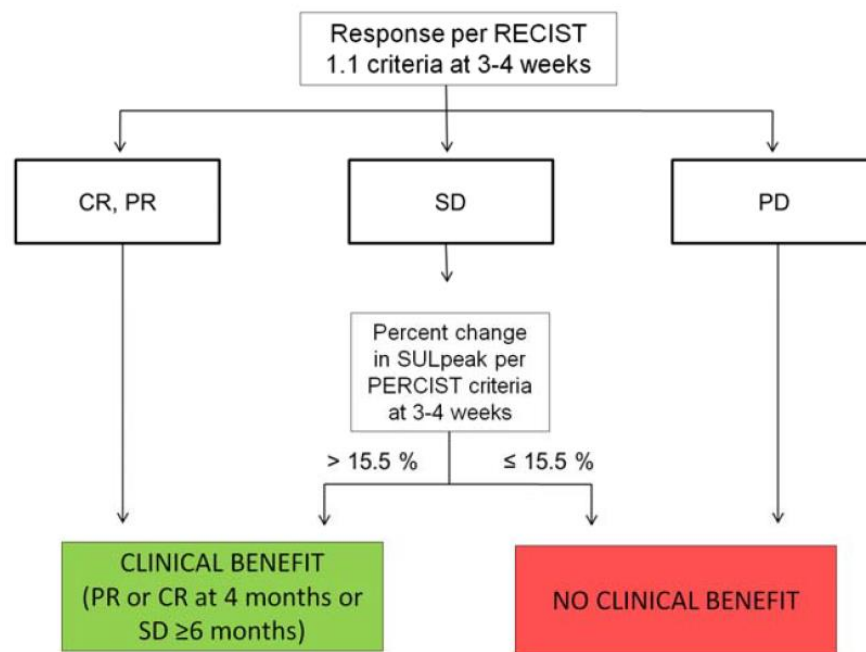 Response per RECIST
1.1 criteria at 3-4 weeks
CR, PR
SD
PD
Percent change
in SULpeak per
PERCIST criteria
at 3-4 weeks
> 15.5 %
≤ 15.5 %
CLINICAL BENEFIT
(PR or CR at 4 months or
SD ≥6 months)
NO CLINICAL BENEFIT